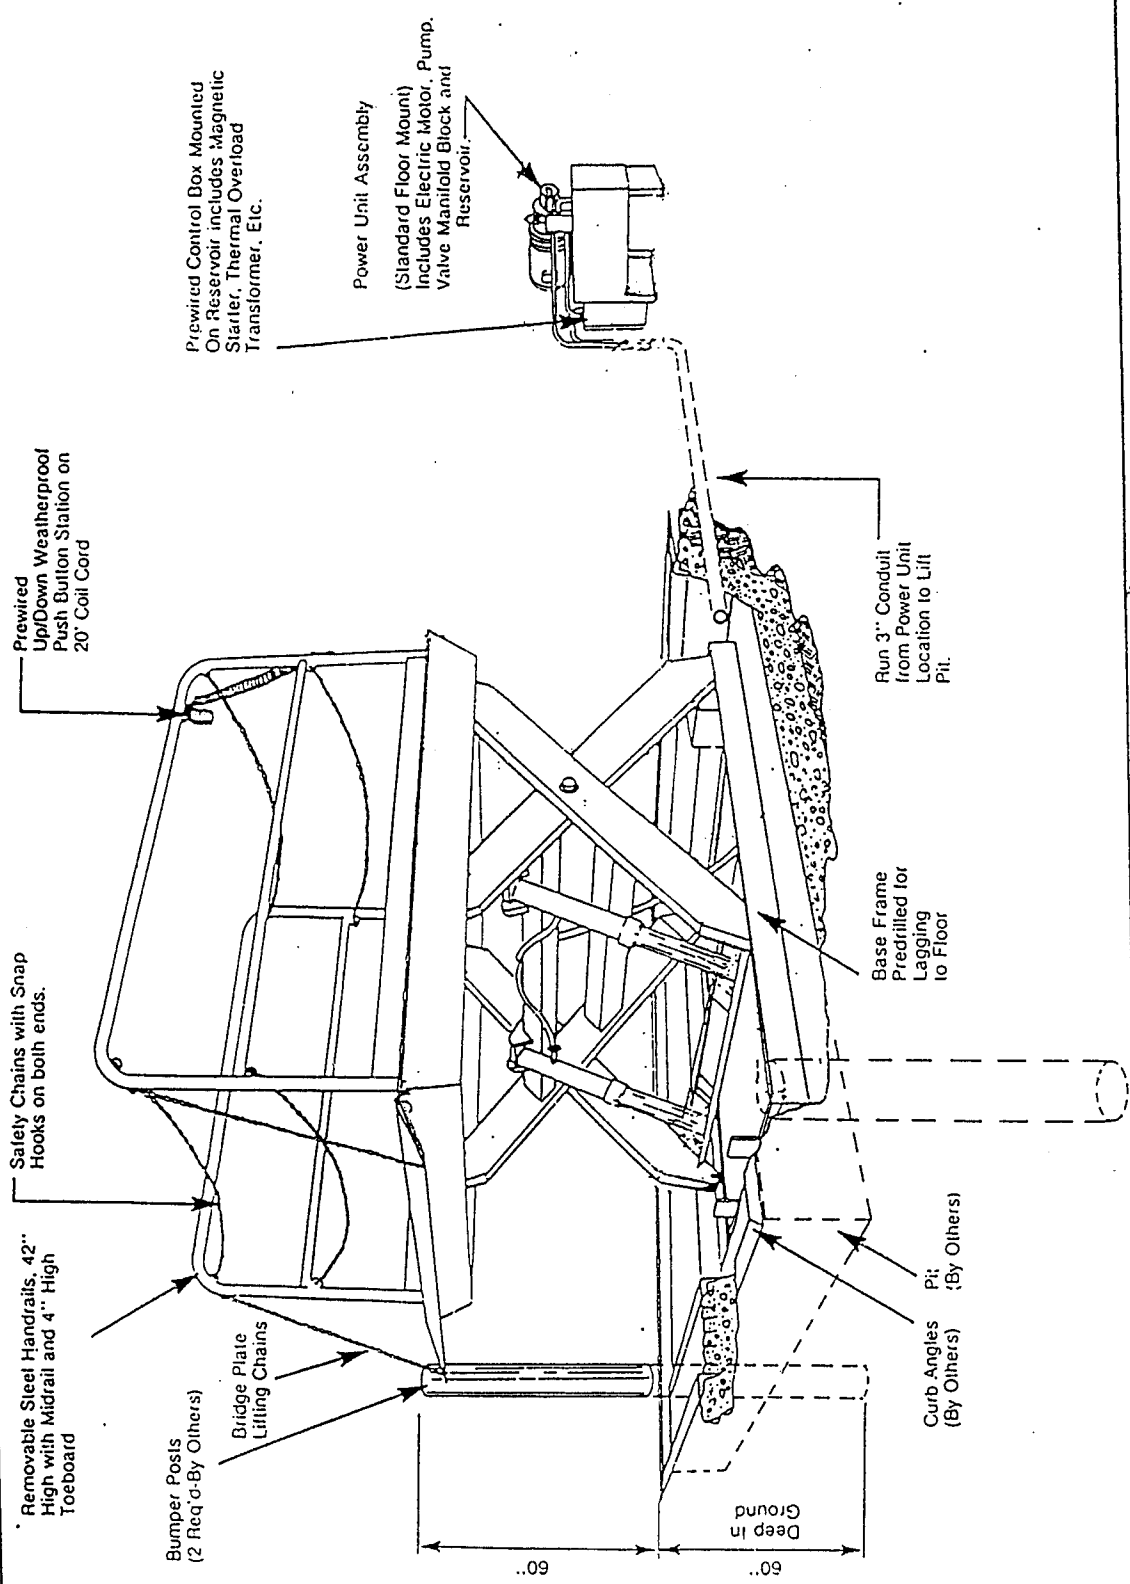 Removable Steel Handrails, 42"
High with Midrail and 4" High
Toeboard
Safety Chains with Snap
Hooks on both ends.
Prewired
Up/Down Weatherproof
Push Button Station on
20' Coil Cord
Prewired Control Box Mounted
On Reservoir includes Magnetic
Starter, Thermal Overload
Transformer, Etc.
Power Unit Assembly
(Standard Floor Mount)
Includes Electric Motor, Pump.
Valve Manifold Block and
Reservoir.
Bumper Posts
(2 Req'd-By Others)
Bridge Plate
Lifting Chains
60"
60"
Deep in
Ground
Curb Angles
(By Others)
Pit
(By Others)
Base Frame
Predrilled for
Lagging
to Floor
Run 3" Conduit
from Power Unit
Location to Lift
Pit.